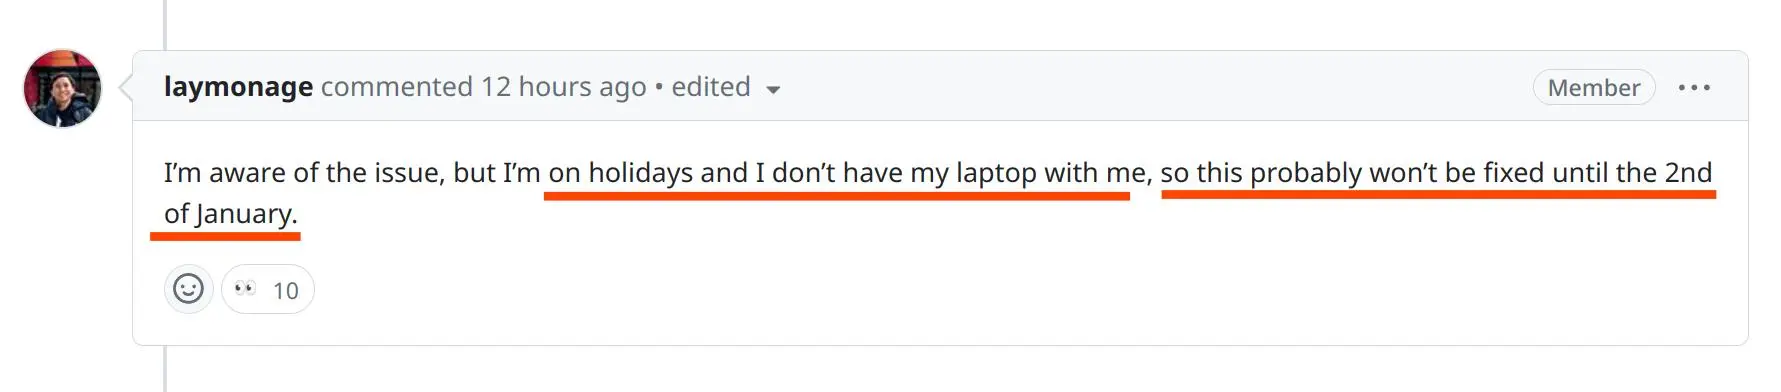 laymonage commented 12 hours ago • edited
Member
I’m aware of the issue, but I’m on holidays and I don’t have my laptop with me, so this probably won’t be fixed until the 2nd
of January.
👀 10